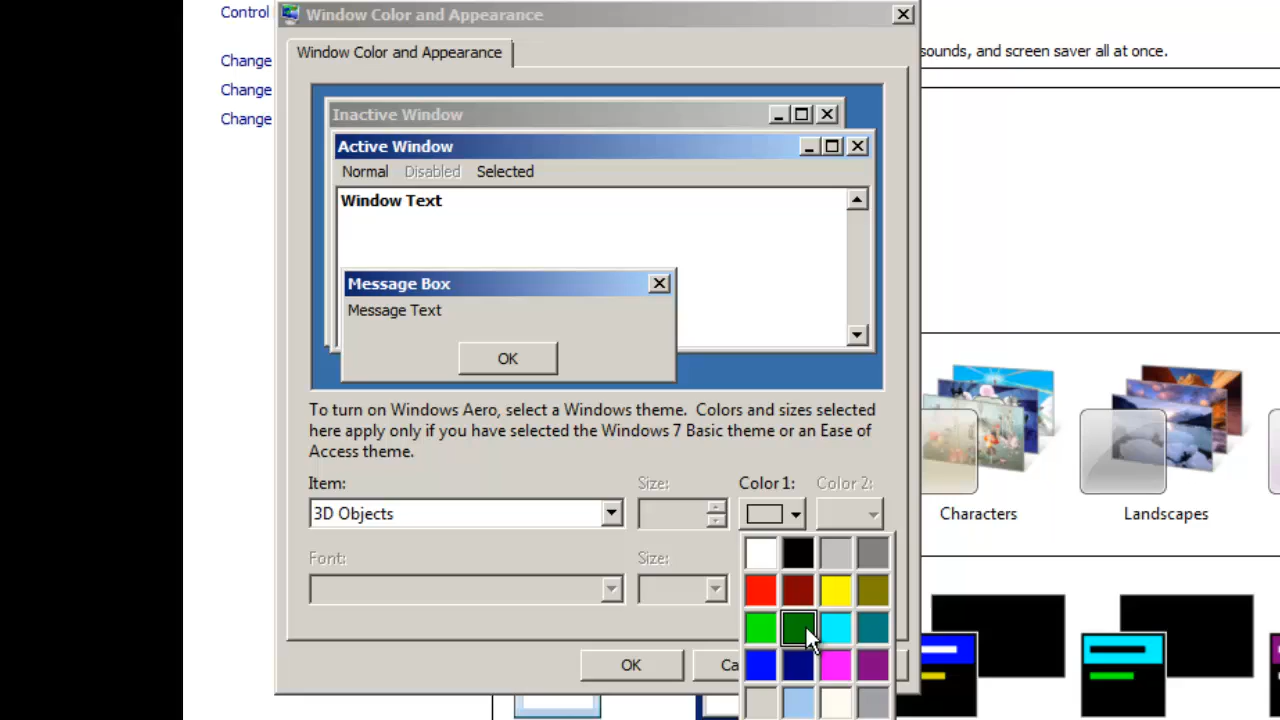 Control
Window Color and Appearance
Window Color and Appearance
sounds, and screen saver all at once.
Change
Change
Change
Inactive Window
Active Window
Normal Disabled Selected
Window Text
Message Box
Message Text
OK
To turn on Windows Aero, select a Windows theme. Colors and sizes selected
here apply only if you have selected the Windows 7 Basic theme or an Ease of
Access theme.
Item: Size: Color 1: Color 2:
3D Objects
Characters Landscapes
Font: Size:
OK Ca